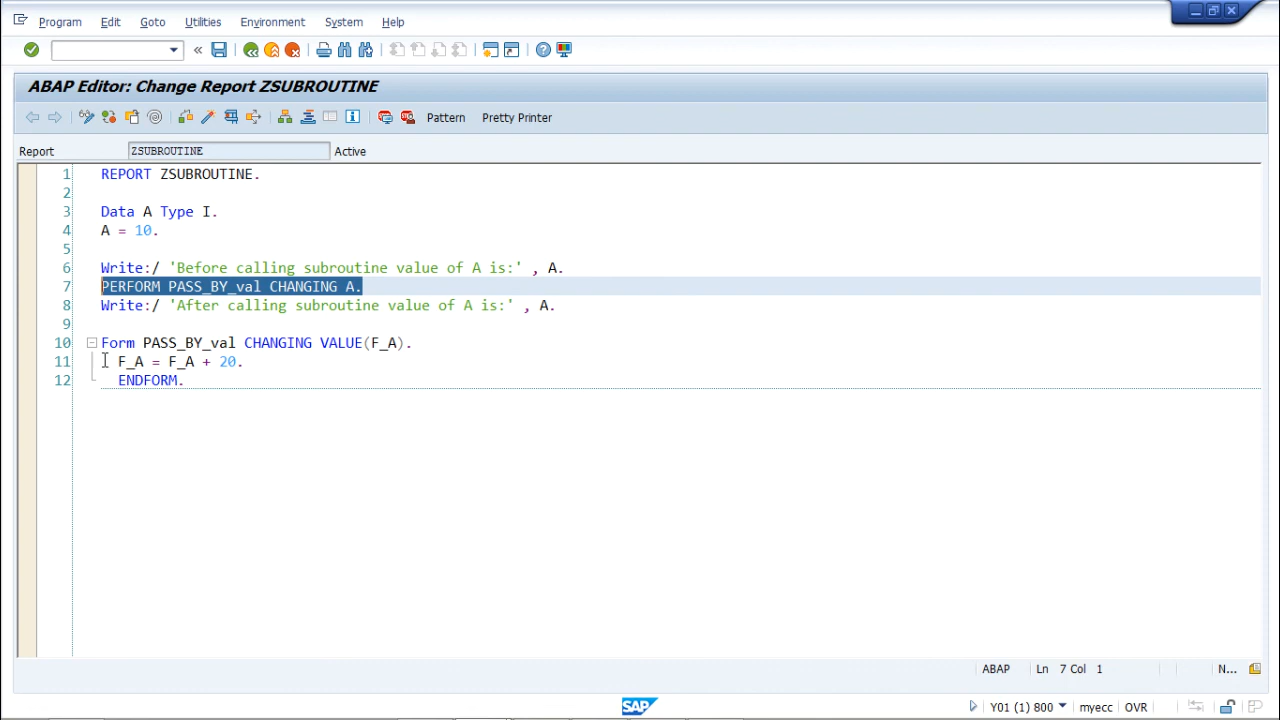 Program Edit Goto Utilities Environment System Help
ABAP Editor: Change Report ZSUBROUTINE
Pattern Pretty Printer
Report ZSUBROUTINE Active
1 REPORT ZSUBROUTINE.
2
3 Data A Type I.
4 A = 10.
5
6 Write:/ 'Before calling subroutine value of A is:' , A.
7 PERFORM PASS_BY_val CHANGING A.
8 Write:/ 'After calling subroutine value of A is:' , A.
9
10 Form PASS_BY_val CHANGING VALUE(F_A).
11 F_A = F_A + 20.
12 ENDFORM.
ABAP Ln 7 Col 1 N...
SAP Y01 (1) 800 myecc OVR